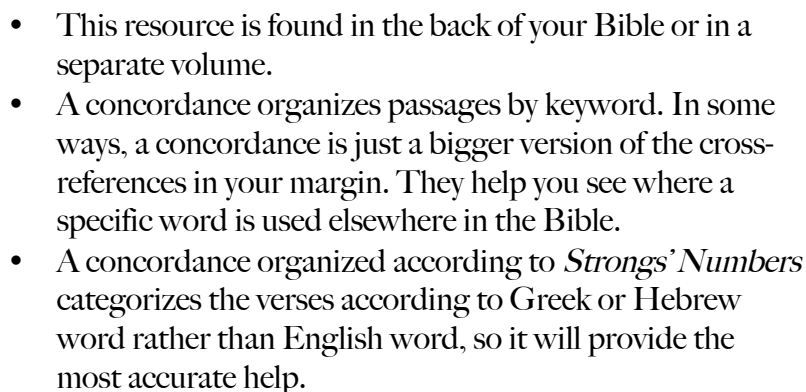 • This resource is found in the back of your Bible or in a
separate volume.
• A concordance organizes passages by keyword. In some
ways, a concordance is just a bigger version of the cross-
references in your margin. They help you see where a
specific word is used elsewhere in the Bible.
• A concordance organized according to Strongs’ Numbers
categorizes the verses according to Greek or Hebrew
word rather than English word, so it will provide the
most accurate help.